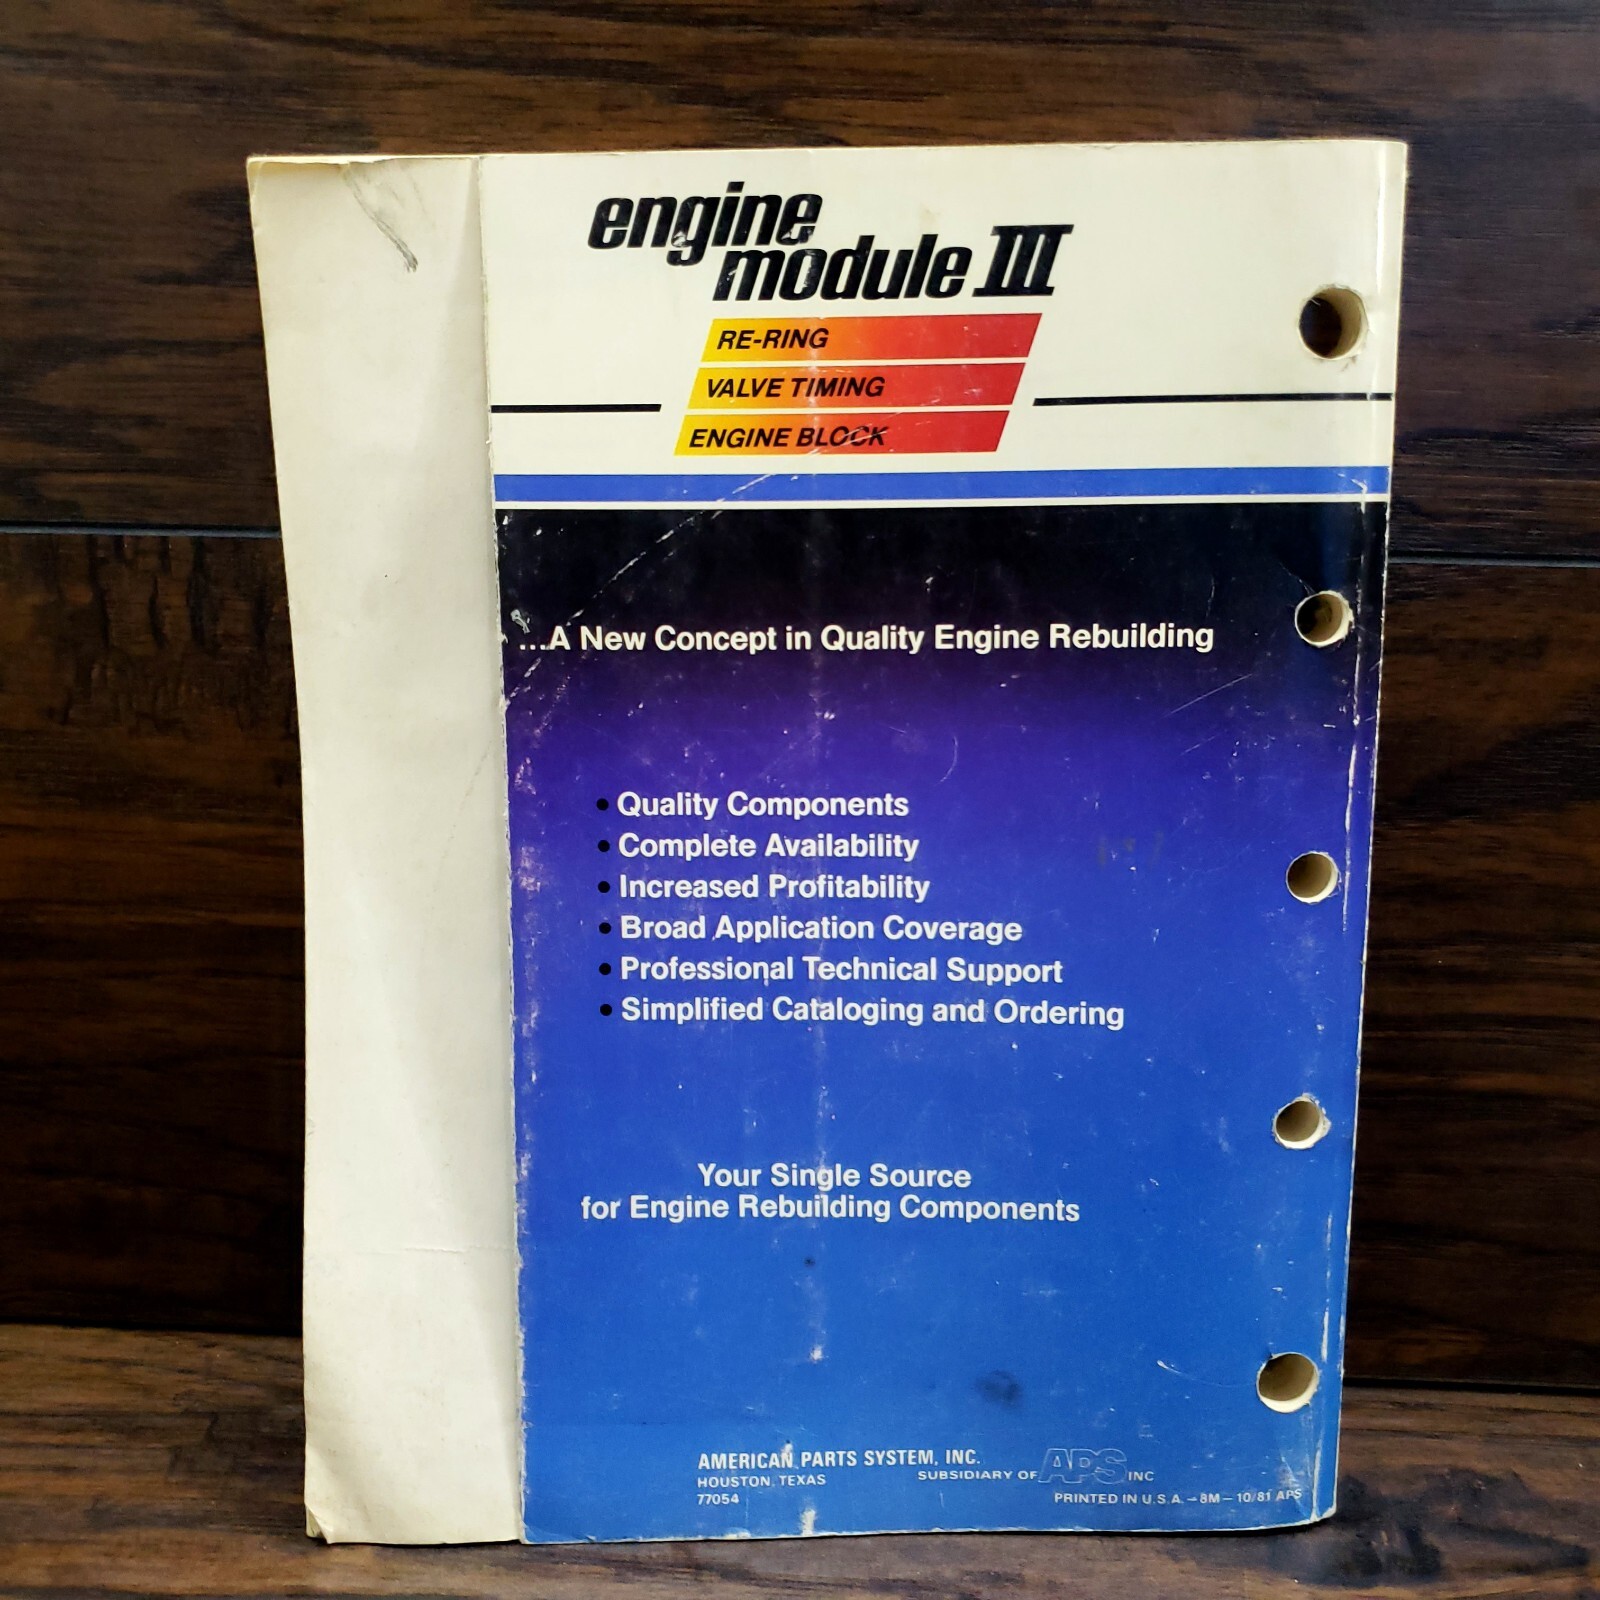 engine
module III
RE-RING
VALVE TIMING
ENGINE BLOCK
...A New Concept in Quality Engine Rebuilding
• Quality Components
• Complete Availability
• Increased Profitability
• Broad Application Coverage
• Professional Technical Support
• Simplified Cataloging and Ordering
Your Single Source
for Engine Rebuilding Components
AMERICAN PARTS SYSTEM, INC.
HOUSTON, TEXAS SUBSIDIARY OF APS INC
77054 PRINTED IN U.S.A. – 8M – 10/81 APS